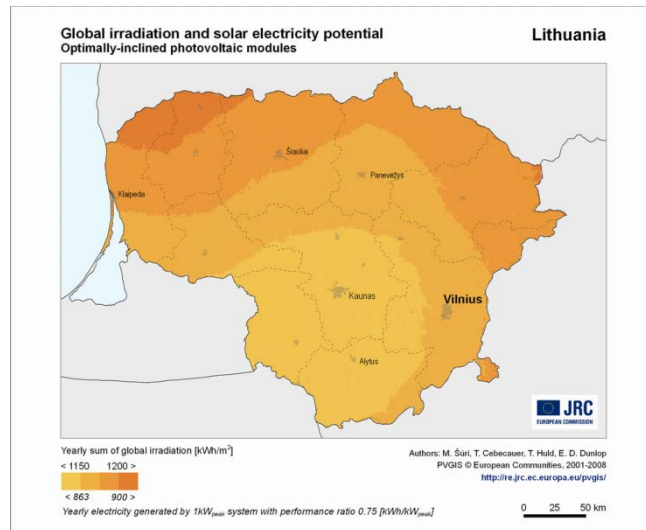 Global irradiation and solar electricity potential
Optimally-inclined photovoltaic modules
Lithuania
Šiauliai
Panevežys
Klaipeda
Kaunas
Vilnius
Alytus
JRC
EUROPEAN COMMISSION
Yearly sum of global irradiation [kWh/m²]
< 1150 1200 >
< 863 900 >
Yearly electricity generated by 1kWpeak system with performance ratio 0.75 [kWh/kWpeak]
Authors: M. Šúri, T. Cebecauer, T. Huld, E. D. Dunlop
PVGIS © European Communities, 2001-2008
http://re.jrc.ec.europa.eu/pvgis/
0 25 50 km